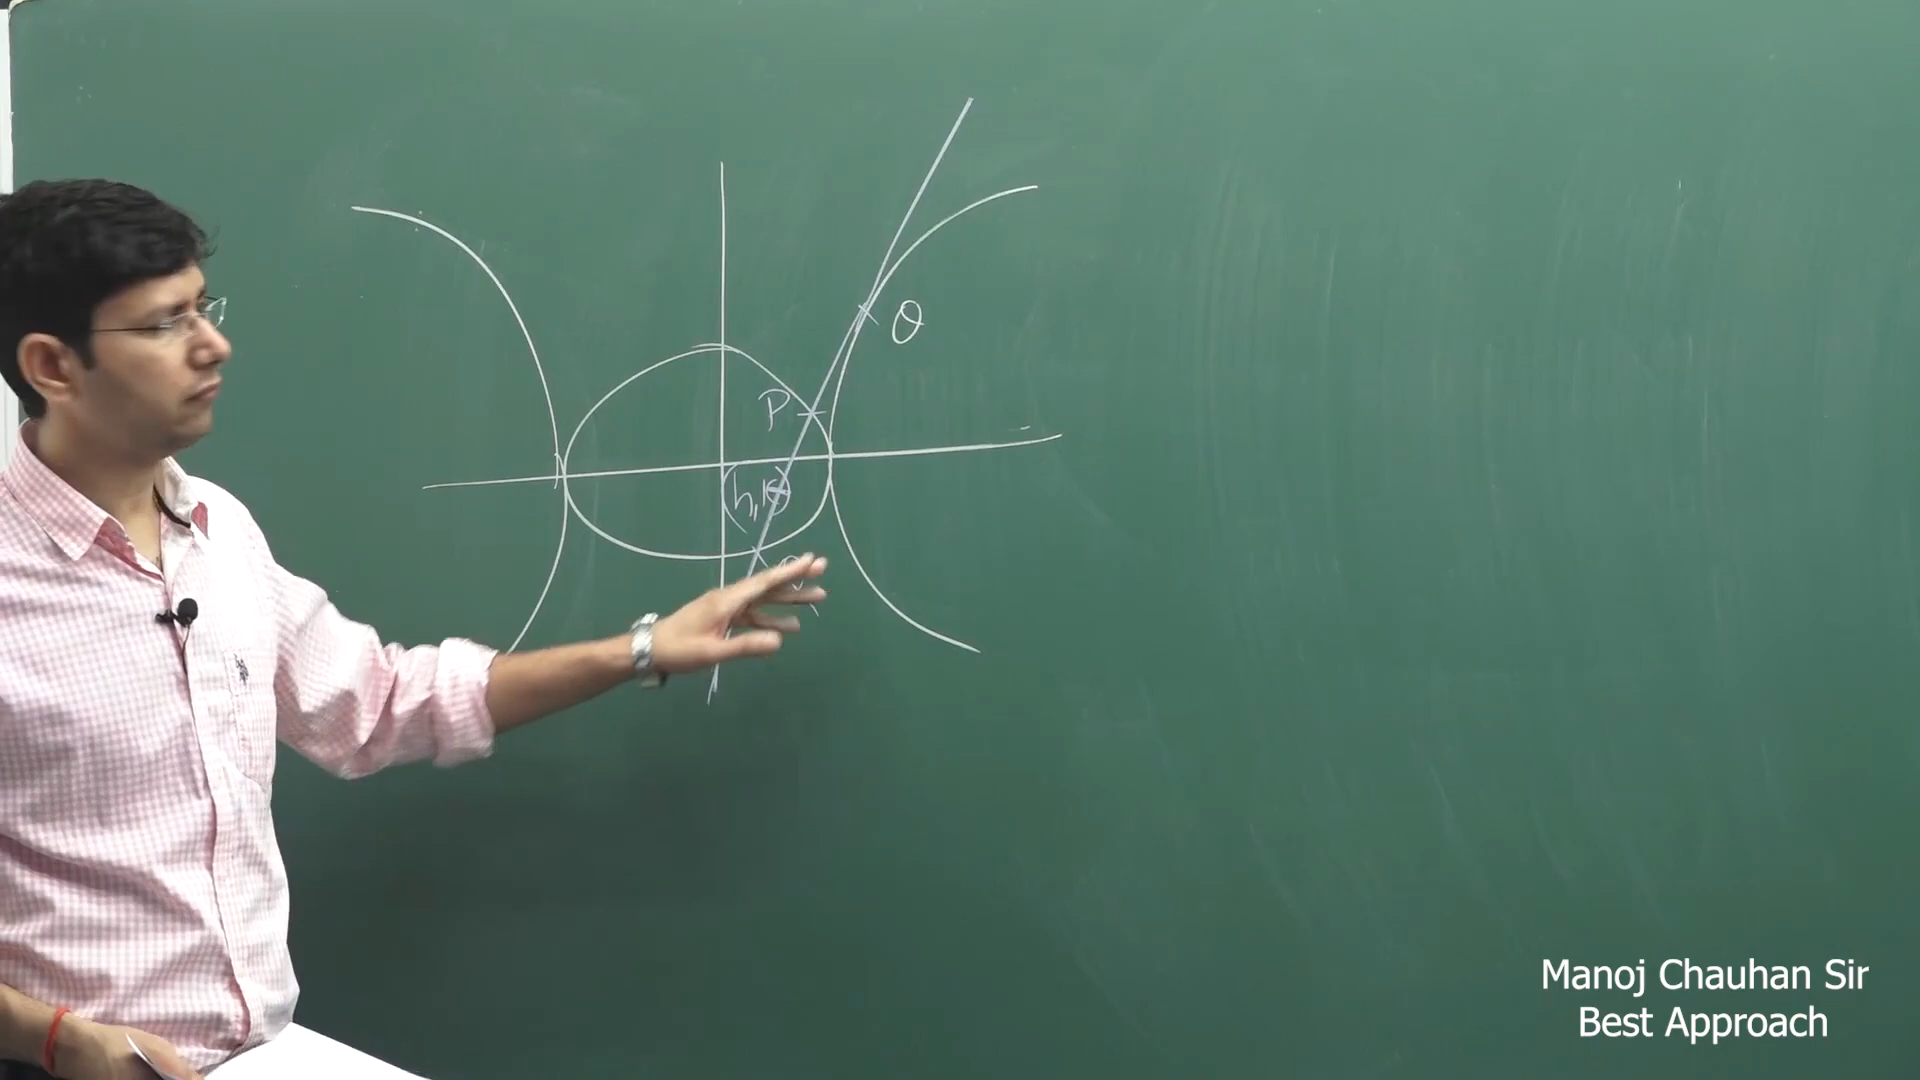 θ
P
(h,k)
Q
Manoj Chauhan Sir
Best Approach